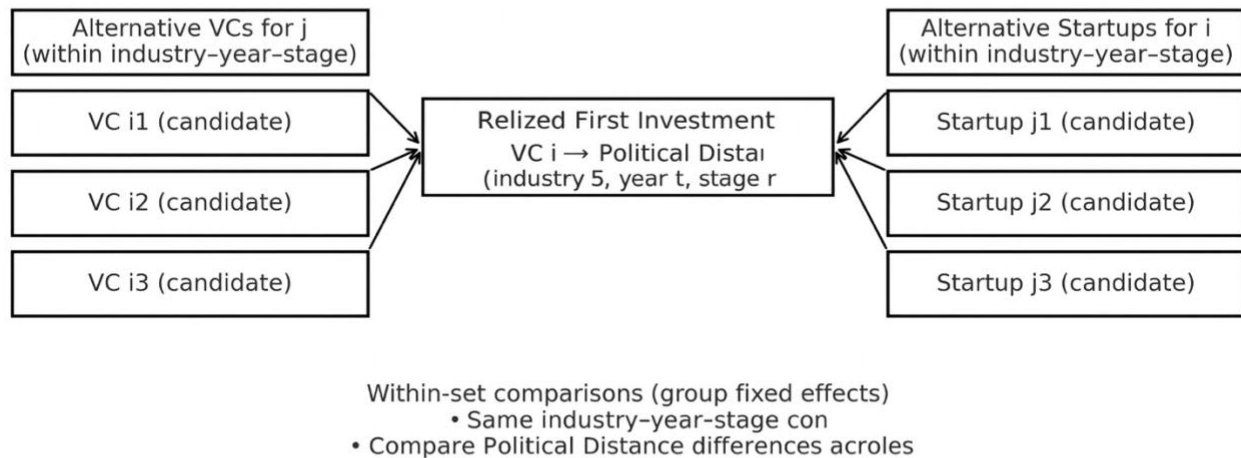 Alternative VCs for j
(within industry–year–stage)
VC i1 (candidate)
VC i2 (candidate)
VC i3 (candidate)
Relized First Investment
VC i → Political Distaı
(industry 5, year t, stage r
Alternative Startups for i
(within industry–year–stage)
Startup j1 (candidate)
Startup j2 (candidate)
Startup j3 (candidate)
Within-set comparisons (group fixed effects)
• Same industry–year–stage con
• Compare Political Distance differences acroles